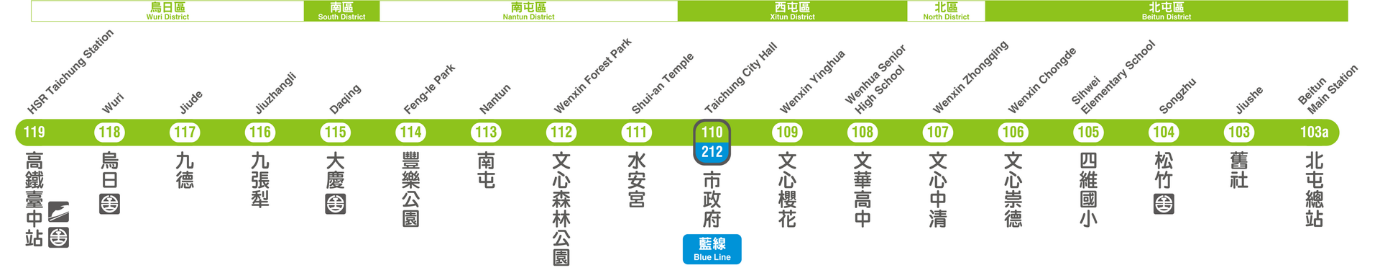 烏日區
Wuri District
南區
South District
南屯區
Nantun District
西屯區
Xitun District
北區
North District
北屯區
Beitun District
HSR Taichung Station
Wuri
Jiude
Jiuzhangli
Daqing
Feng-le Park
Nantun
Wenxin Forest Park
Shui-an Temple
Taichung City Hall
Wenxin Yinghua
Wenhua Senior
High School
Wenxin Zhongqing
Wenxin Chongde
Sihwei
Elementary School
Songzhu
Jiushe
Beitun
Main Station
119
118
117
116
115
114
113
112
111
110
212
109
108
107
106
105
104
103
103a
高鐵臺中站
烏日
九德
九張犁
大慶
豐樂公園
南屯
文心森林公園
水安宮
市政府
文心櫻花
文華高中
文心中清
文心崇德
四維國小
松竹
舊社
北屯總站
藍線
Blue Line